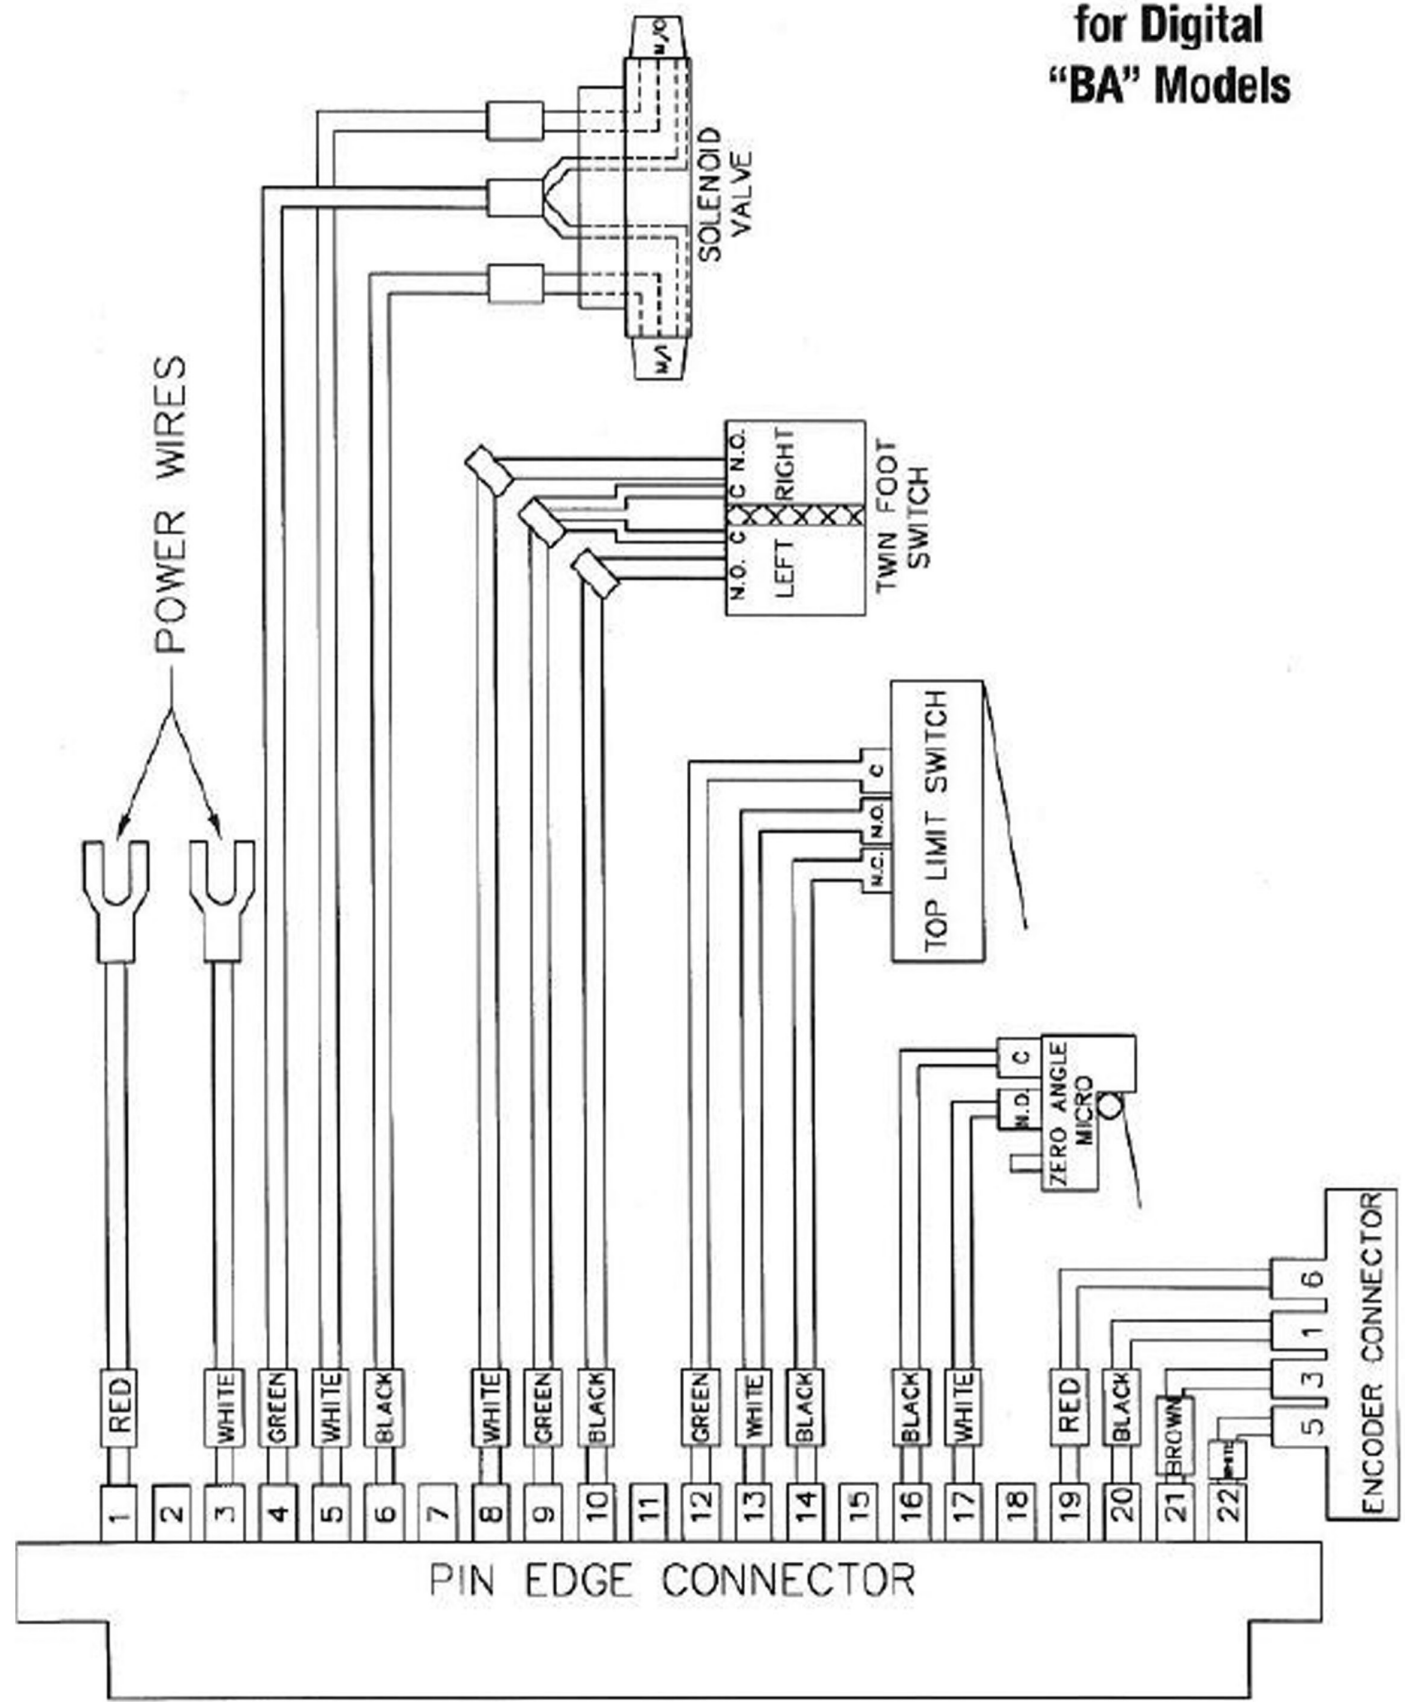 for Digital
“BA” Models
M/O
SOLENOID
VALVE
M/I
POWER WIRES
N.O.
C
RIGHT
C
N.O.
LEFT
TWIN FOOT
SWITCH
C
N.O.
N.C.
TOP LIMIT SWITCH
C
N.O.
ZERO ANGLE
MICRO
6
1
3
5
ENCODER CONNECTOR
RED
WHITE
GREEN
WHITE
BLACK
WHITE
GREEN
BLACK
GREEN
WHITE
BLACK
BLACK
WHITE
RED
BLACK
BROWN
WHITE
1 2 3 4 5 6 7 8 9 10 11 12 13 14 15 16 17 18 19 20 21 22
PIN EDGE CONNECTOR